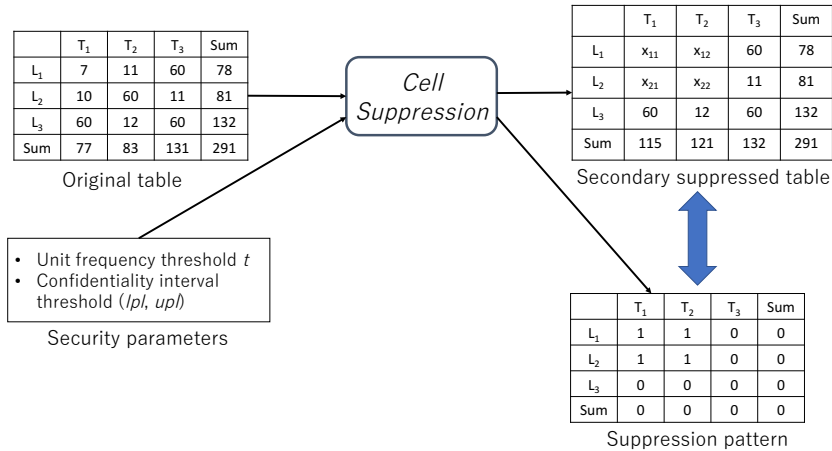 T1 T2 T3 Sum
L1 7 11 60 78
L2 10 60 11 81
L3 60 12 60 132
Sum 77 83 131 291
Original table
• Unit frequency threshold t
• Confidentiality interval
threshold (lpl, upl)
Security parameters
Cell
Suppression
T1 T2 T3 Sum
L1 x11 x12 60 78
L2 x21 x22 11 81
L3 60 12 60 132
Sum 115 121 132 291
Secondary suppressed table
T1 T2 T3 Sum
L1 1 1 0 0
L2 1 1 0 0
L3 0 0 0 0
Sum 0 0 0 0
Suppression pattern